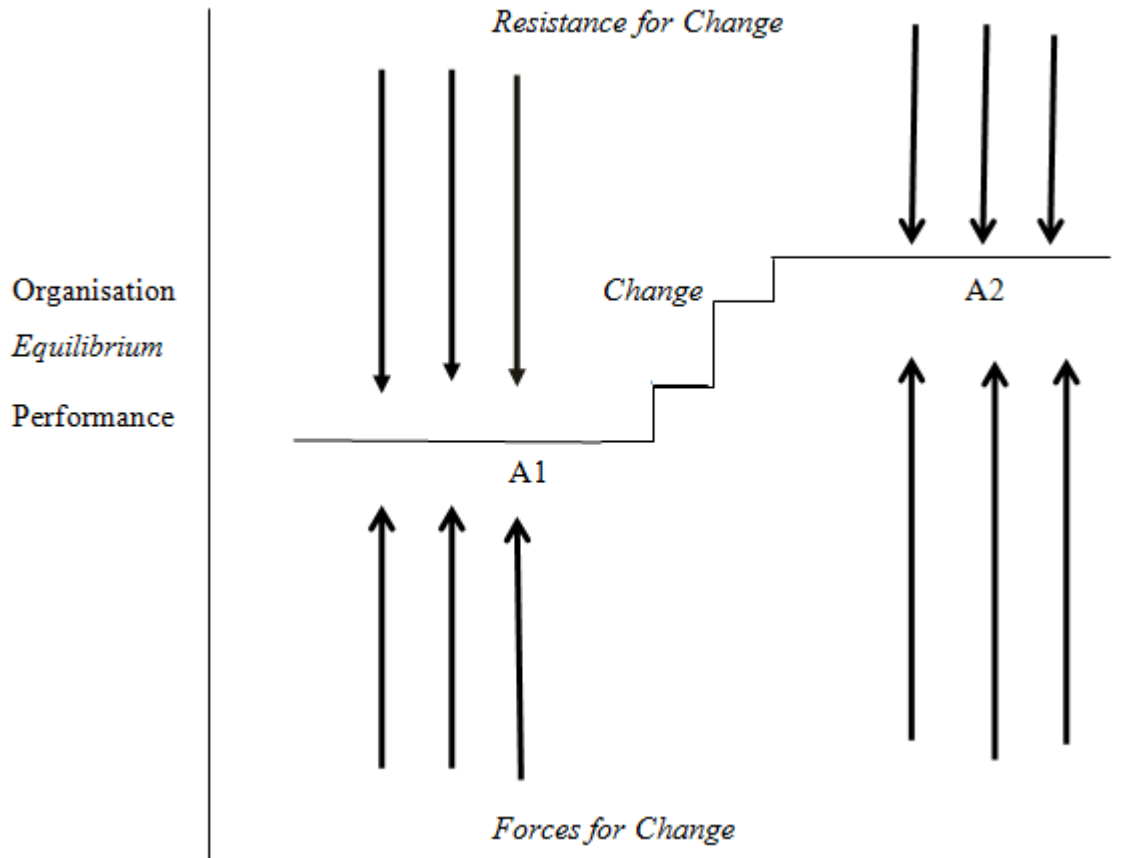 Resistance for Change
Organisation
Equilibrium
Performance
Change
A2
A1
Forces for Change